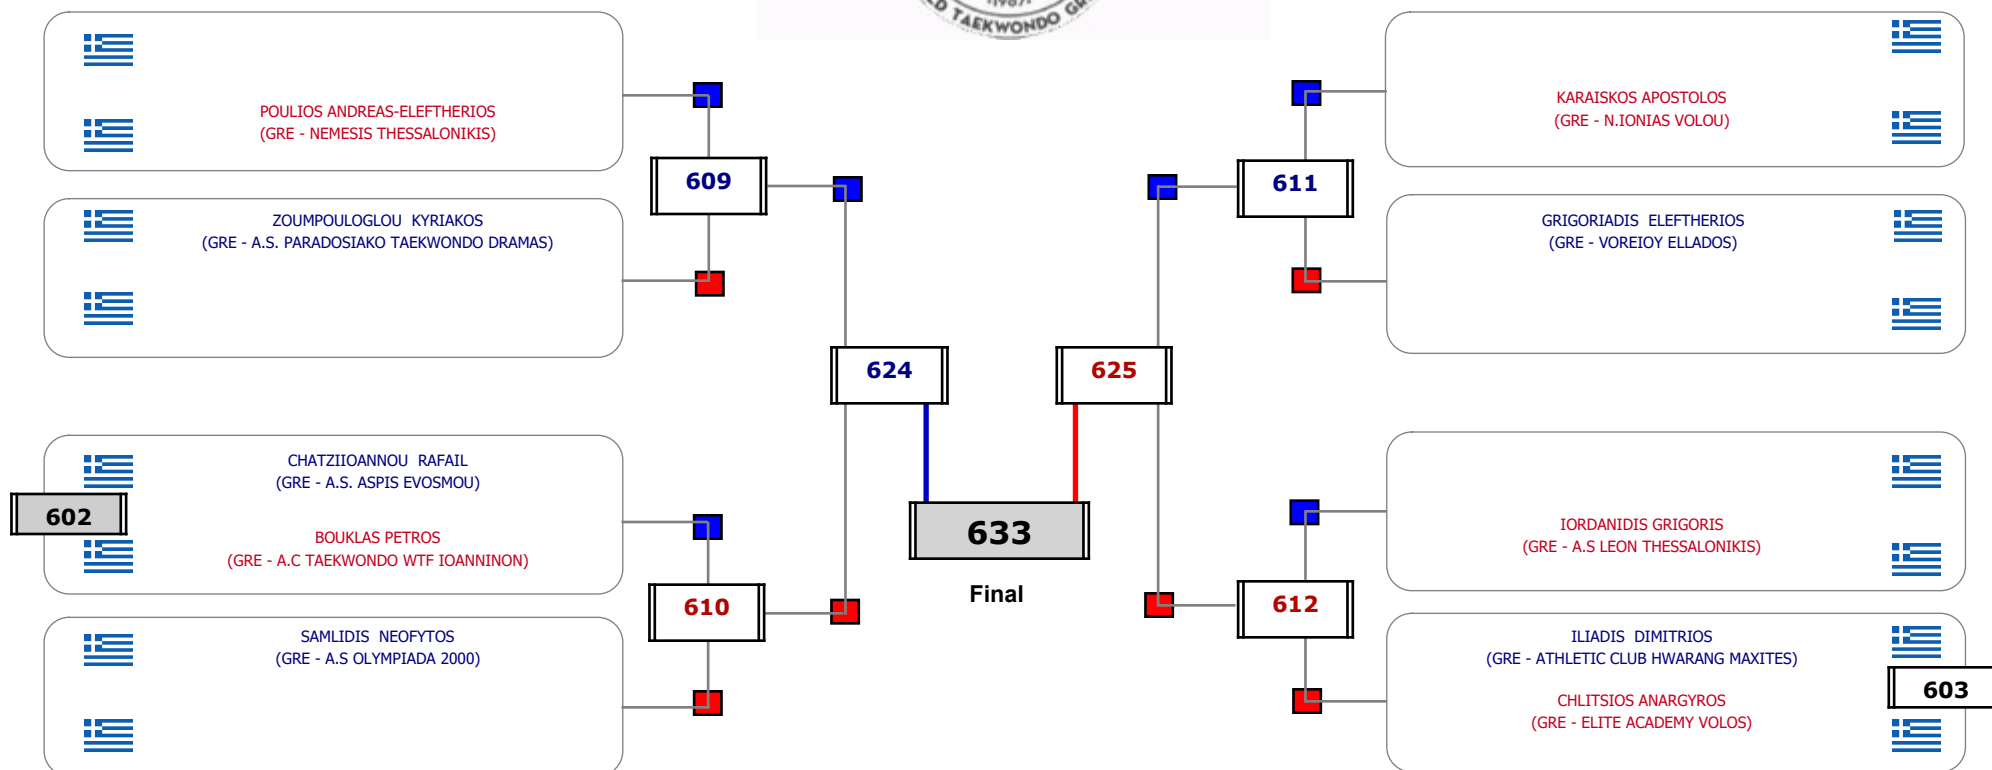 TAEKWONDO
POULIOS ANDREAS-ELEFTHERIOS
(GRE - NEMESIS THESSALONIKIS)
609
ZOUMPOULOGLOU  KYRIAKOS
(GRE - A.S. PARADOSIAKO TAEKWONDO DRAMAS)
624
CHATZIIOANNOU  RAFAIL
(GRE - A.S. ASPIS EVOSMOU)
602
BOUKLAS PETROS
(GRE - A.C TAEKWONDO WTF IOANNINON)
610
SAMLIDIS  NEOFYTOS
(GRE - A.S OLYMPIADA 2000)
633
Final
KARAISKOS APOSTOLOS
(GRE - N.IONIAS VOLOU)
611
GRIGORIADIS  ELEFTHERIOS
(GRE - VOREIOY ELLADOS)
625
IORDANIDIS GRIGORIS
(GRE - A.S LEON THESSALONIKIS)
612
ILIADIS  DIMITRIOS
(GRE - ATHLETIC CLUB HWARANG MAXITES)
603
CHLITSIOS ANARGYROS
(GRE - ELITE ACADEMY VOLOS)